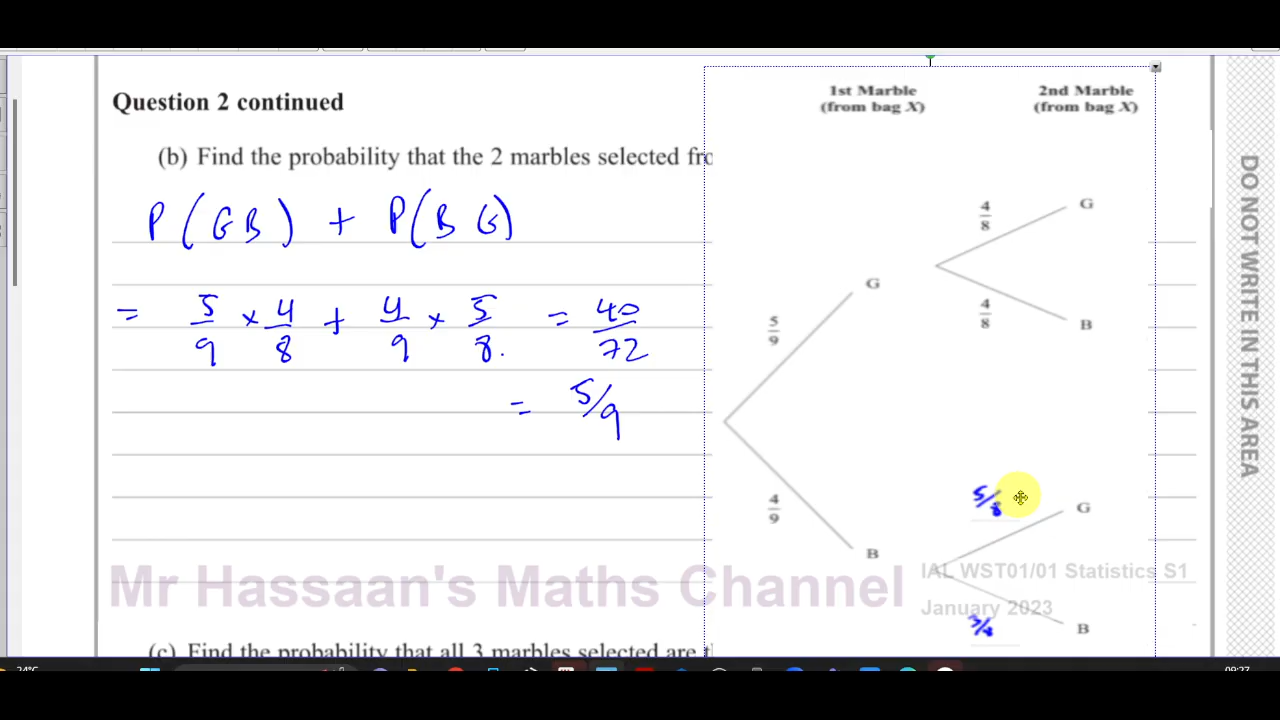 Question 2 continued
(b) Find the probability that the 2 marbles selected fro
P(GB) + P(BG)
= 5/9 × 4/8 + 4/9 × 5/8. = 40/72
= 5/9
1st Marble
(from bag X)
2nd Marble
(from bag X)
4/8
G
G
4/8
B
5/9
4/9
5/8
G
B
3/8
B
DO NOT WRITE IN THIS AREA
Mr Hassaan's Maths Channel
IAL WST01/01 Statistics S1
January 2023
(c) Find the probability that all 3 marbles selected are t
24°C
09:27